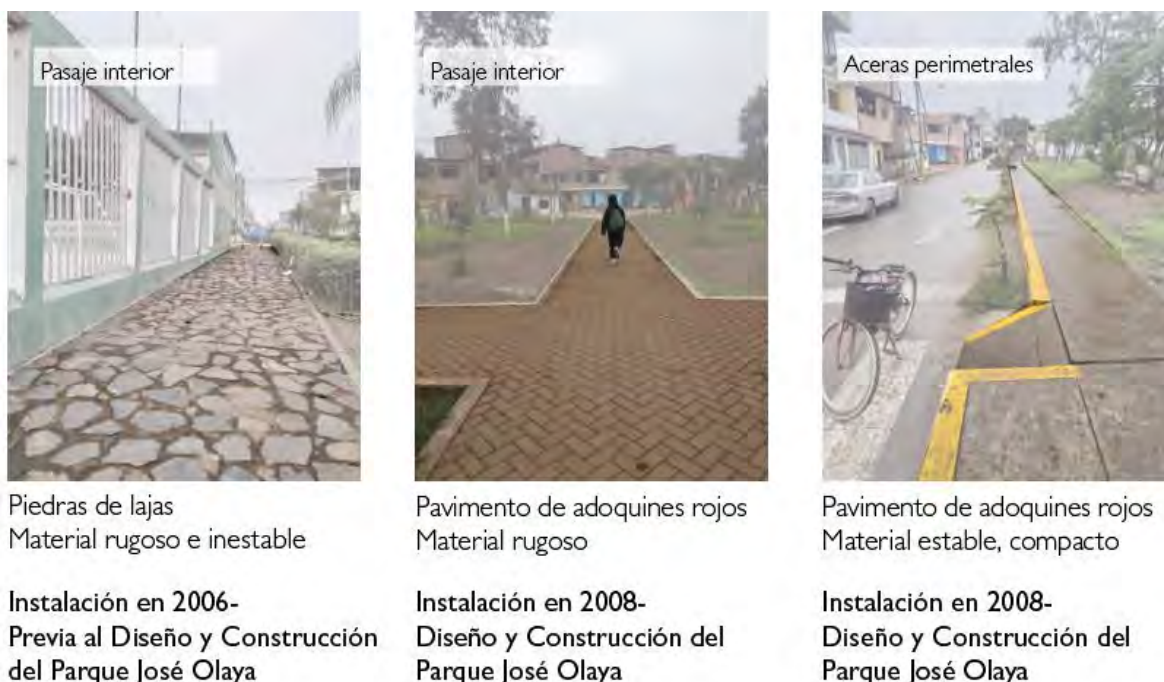 Pasaje interior
Piedras de lajas
Material rugoso e inestable
Instalación en 2006-
Previa al Diseño y Construcción
del Parque José Olaya
Pasaje interior
Pavimento de adoquines rojos
Material rugoso
Instalación en 2008-
Diseño y Construcción del
Parque José Olaya
Aceras perimetrales
Pavimento de adoquines rojos
Material estable, compacto
Instalación en 2008-
Diseño y Construcción del
Parque José Olaya